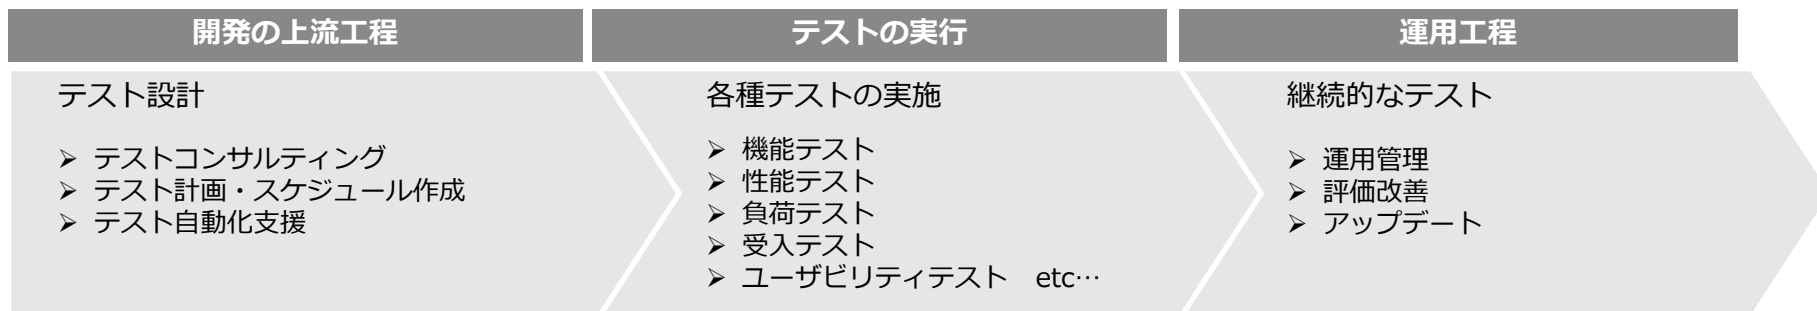 開発の上流工程
テスト設計
➢ テストコンサルティング
➢ テスト計画・スケジュール作成
➢ テスト自動化支援
テストの実行
各種テストの実施
➢ 機能テスト
➢ 性能テスト
➢ 負荷テスト
➢ 受入テスト
➢ ユーザビリティテスト　etc…
運用工程
継続的なテスト
➢ 運用管理
➢ 評価改善
➢ アップデート